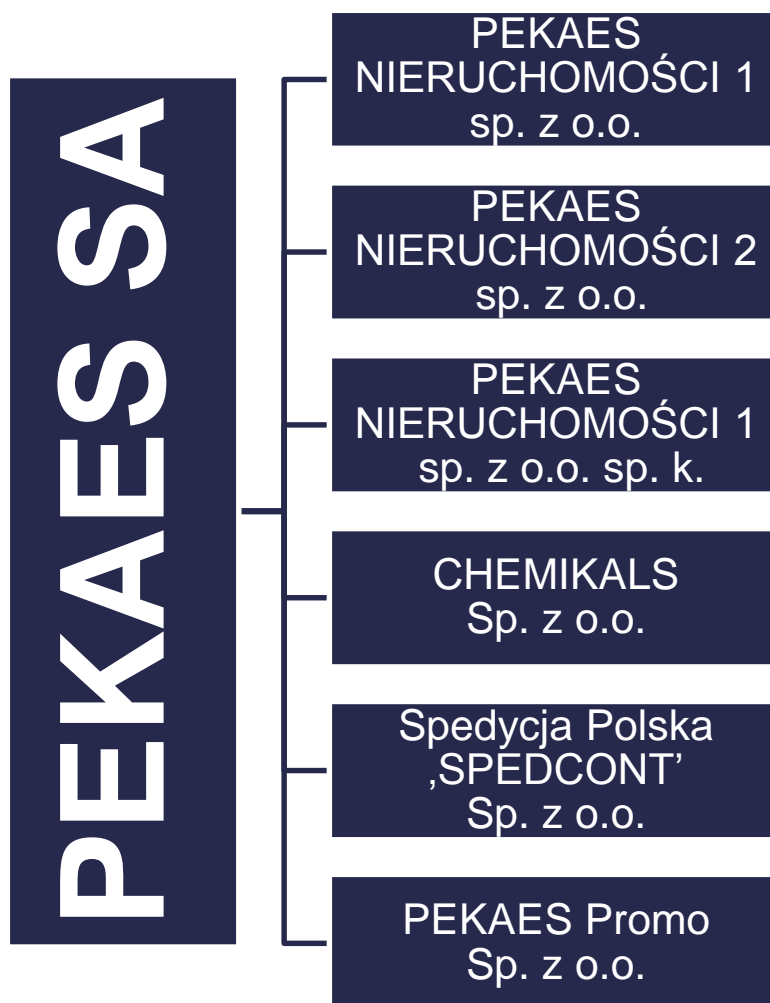 PEKAES SA
PEKAES
NIERUCHOMOŚCI 1
sp. z o.o.
PEKAES
NIERUCHOMOŚCI 2
sp. z o.o.
PEKAES
NIERUCHOMOŚCI 1
sp. z o.o. sp. k.
CHEMIKALS
Sp. z o.o.
Spedycja Polska
‚SPEDCONT’
Sp. z o.o.
PEKAES Promo
Sp. z o.o.